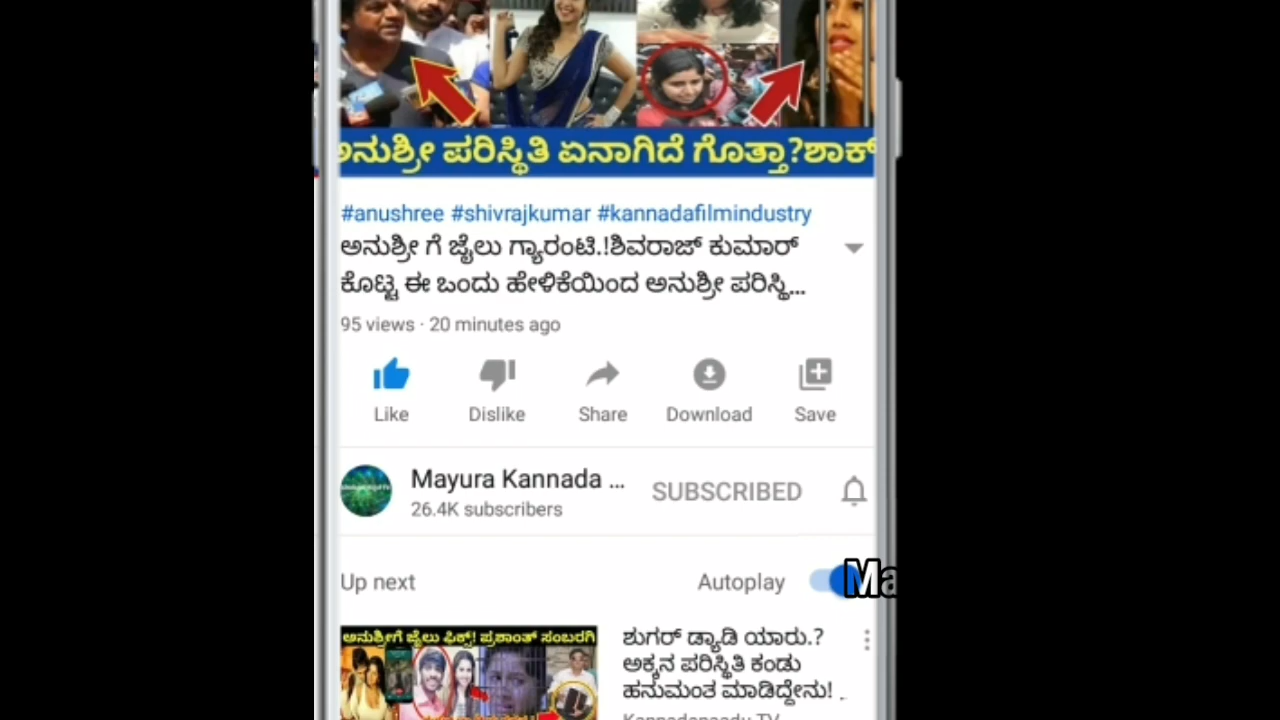 ಅನುಶ್ರೀ ಪರಿಸ್ಥಿತಿ ಏನಾಗಿದೆ ಗೊತ್ತಾ?ಶಾಕ್
#anushree #shivrajkumar #kannadafilmindustry
ಅನುಶ್ರೀ ಗೆ ಜೈಲು ಗ್ಯಾರಂಟಿ.!ಶಿವರಾಜ್ ಕುಮಾರ್
ಕೊಟ್ಟ ಈ ಒಂದು ಹೇಳಿಕೆಯಿಂದ ಅನುಶ್ರೀ ಪರಿಸ್ಥಿ...
95 views · 20 minutes ago
Like Dislike Share Download Save
Mayura Kannada ...
26.4K subscribers
SUBSCRIBED
Up next
Autoplay
Ma
ಅನುಶ್ರೀಗೆ ಜೈಲು ಫಿಕ್ಸ್! ಪ್ರಶಾಂತ್ ಸಂಬರಗಿ
ಶುಗರ್ ಡ್ಯಾಡಿ ಯಾರು.?
ಅಕ್ಕನ ಪರಿಸ್ಥಿತಿ ಕಂಡು
ಹನುಮಂತ ಮಾಡಿದ್ದೇನು! .